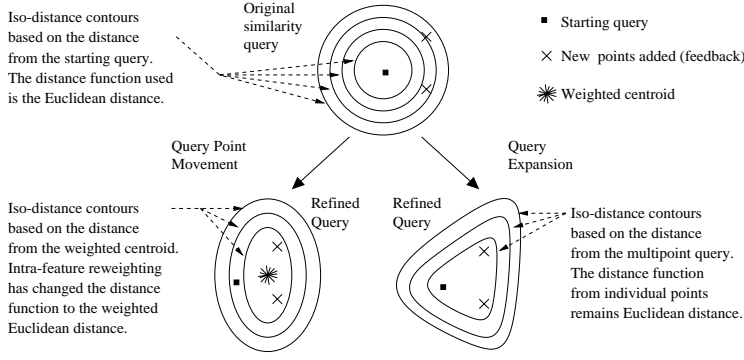 Iso-distance contours
based on the distance
from the starting query.
The distance function used
is the Euclidean distance.
Original
similarity
query
Starting query
New points added (feedback)
Weighted centroid
Query Point
Movement
Query
Expansion
Iso-distance contours
based on the distance
from the weighted centroid.
Intra-feature reweighting
has changed the distance
function to the weighted
Euclidean distance.
Refined
Query
Refined
Query
Iso-distance contours
based on the distance
from the multipoint query.
The distance function
from individual points
remains Euclidean distance.